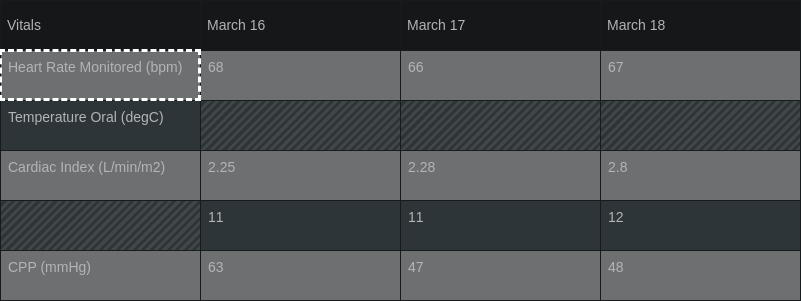 Vitals March 16 March 17 March 18
Heart Rate Monitored (bpm) 68 66 67
Temperature Oral (degC)
Cardiac Index (L/min/m2) 2.25 2.28 2.8
11 11 12
CPP (mmHg) 63 47 48